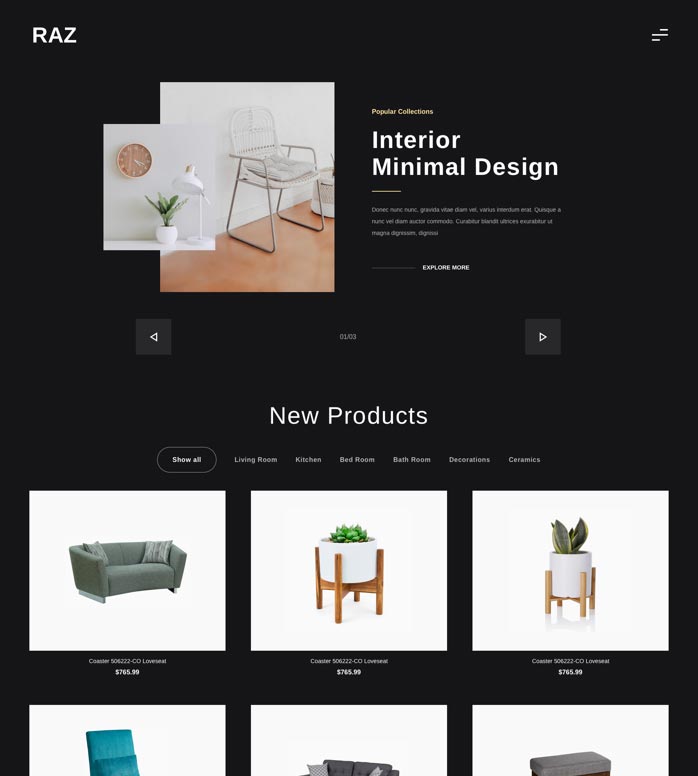 RAZ
Popular Collections
Interior
Minimal Design
Donec nunc nunc, gravida vitae diam vel, varius interdum erat. Quisque a
nunc vel diam auctor commodo. Curabitur blandit ultrices exurabitur ut
magna dignissim, dignissi
EXPLORE MORE
01/03
New Products
Show all Living Room Kitchen Bed Room Bath Room Decorations Ceramics
Coaster 506222-CO Loveseat Coaster 506222-CO Loveseat Coaster 506222-CO Loveseat
$765.99 $765.99 $765.99